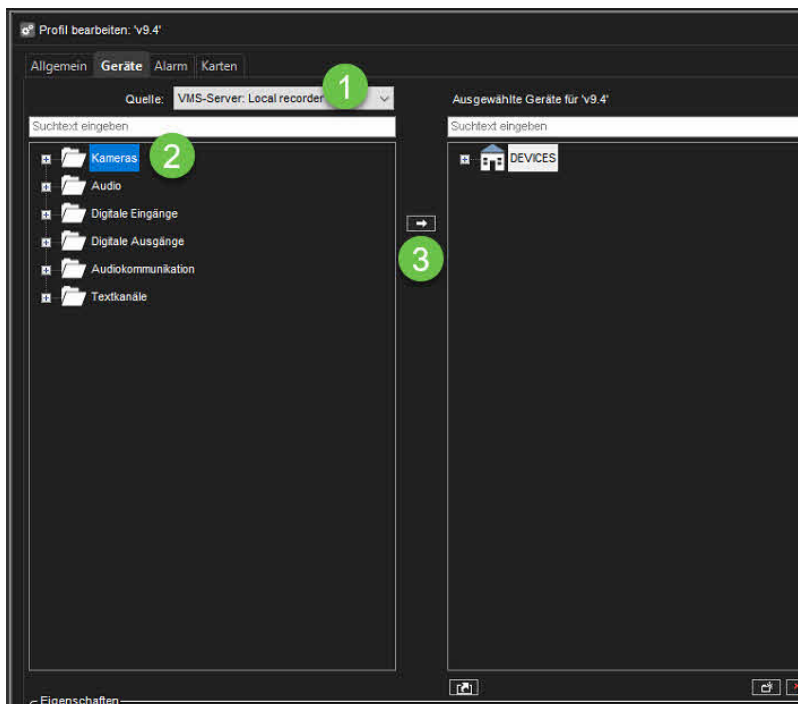 Profil bearbeiten: 'v9.4'
Allgemein Geräte Alarm Karten
Quelle: VMS-Server: Local recorder 1
Ausgewählte Geräte für 'v9.4'
Suchtext eingeben
Suchtext eingeben
Kameras 2
Audio
Digitale Eingänge
Digitale Ausgänge
Audiokommunikation
Textkanäle
3
DEVICES
Eigenschaften